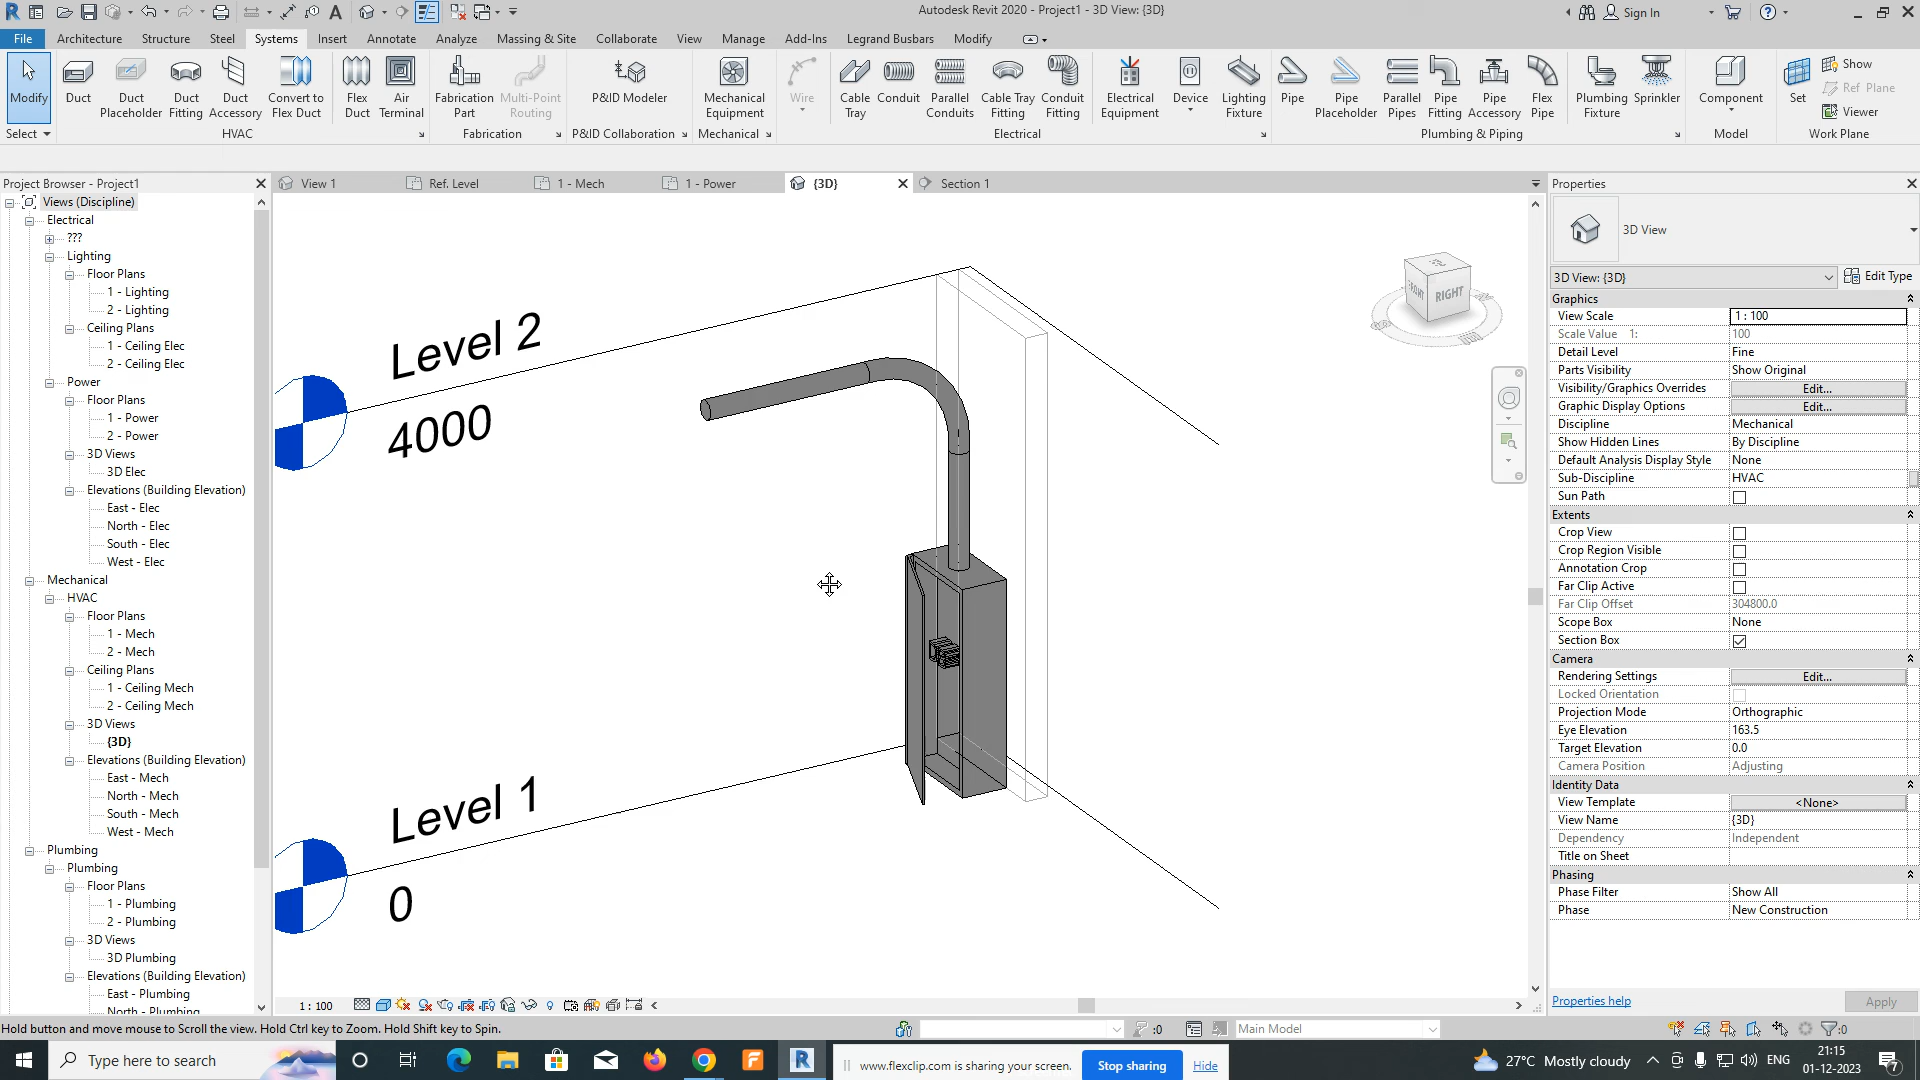 Autodesk Revit 2020 - Project1 - 3D View: {3D}
Sign In
File
Architecture
Structure
Steel
Systems
Insert
Annotate
Analyze
Massing & Site
Collaborate
View
Manage
Add-Ins
Legrand Busbars
Modify
Modify
Duct
Duct Placeholder
Duct Fitting
Duct Accessory
Convert to Flex Duct
Flex Duct
Air Terminal
Fabrication Part
Multi-Point Routing
P&ID Modeler
Mechanical Equipment
Wire
Cable Tray
Conduit
Parallel Conduits
Cable Tray Fitting
Conduit Fitting
Electrical Equipment
Device
Lighting Fixture
Pipe
Pipe Placeholder
Parallel Pipes
Pipe Fitting
Pipe Accessory
Flex Pipe
Plumbing Fixture
Sprinkler
Component
Set
Show
Ref Plane
Viewer
Select
HVAC
Fabrication
P&ID Collaboration
Mechanical
Electrical
Plumbing & Piping
Model
Work Plane
Project Browser - Project1
Views (Discipline)
Electrical
???
Lighting
Floor Plans
1 - Lighting
2 - Lighting
Ceiling Plans
1 - Ceiling Elec
2 - Ceiling Elec
Power
Floor Plans
1 - Power
2 - Power
3D Views
3D Elec
Elevations (Building Elevation)
East - Elec
North - Elec
South - Elec
West - Elec
Mechanical
HVAC
Floor Plans
1 - Mech
2 - Mech
Ceiling Plans
1 - Ceiling Mech
2 - Ceiling Mech
3D Views
{3D}
Elevations (Building Elevation)
East - Mech
North - Mech
South - Mech
West - Mech
Plumbing
Plumbing
Floor Plans
1 - Plumbing
2 - Plumbing
3D Views
3D Plumbing
Elevations (Building Elevation)
East - Plumbing
North - Plumbing
View 1
Ref. Level
1 - Mech
1 - Power
{3D}
Section 1
Level 2
4000
Level 1
0
RIGHT
1 : 100
Properties
3D View
3D View: {3D}
Edit Type
Graphics
View Scale 1 : 100
Scale Value 1: 100
Detail Level Fine
Parts Visibility Show Original
Visibility/Graphics Overrides Edit...
Graphic Display Options Edit...
Discipline Mechanical
Show Hidden Lines By Discipline
Default Analysis Display Style None
Sub-Discipline HVAC
Sun Path
Extents
Crop View
Crop Region Visible
Annotation Crop
Far Clip Active
Far Clip Offset 304800.0
Scope Box None
Section Box
Camera
Rendering Settings Edit...
Locked Orientation
Projection Mode Orthographic
Eye Elevation 163.5
Target Elevation 0.0
Camera Position Adjusting
Identity Data
View Template <None>
View Name {3D}
Dependency Independent
Title on Sheet
Phasing
Phase Filter Show All
Phase New Construction
Properties help
Apply
Hold button and move mouse to Scroll the view. Hold Ctrl key to Zoom. Hold Shift key to Spin.
:0
Main Model
:0
Type here to search
www.flexclip.com is sharing your screen.
Stop sharing
Hide
27°C Mostly cloudy
ENG
21:15
01-12-2023
7